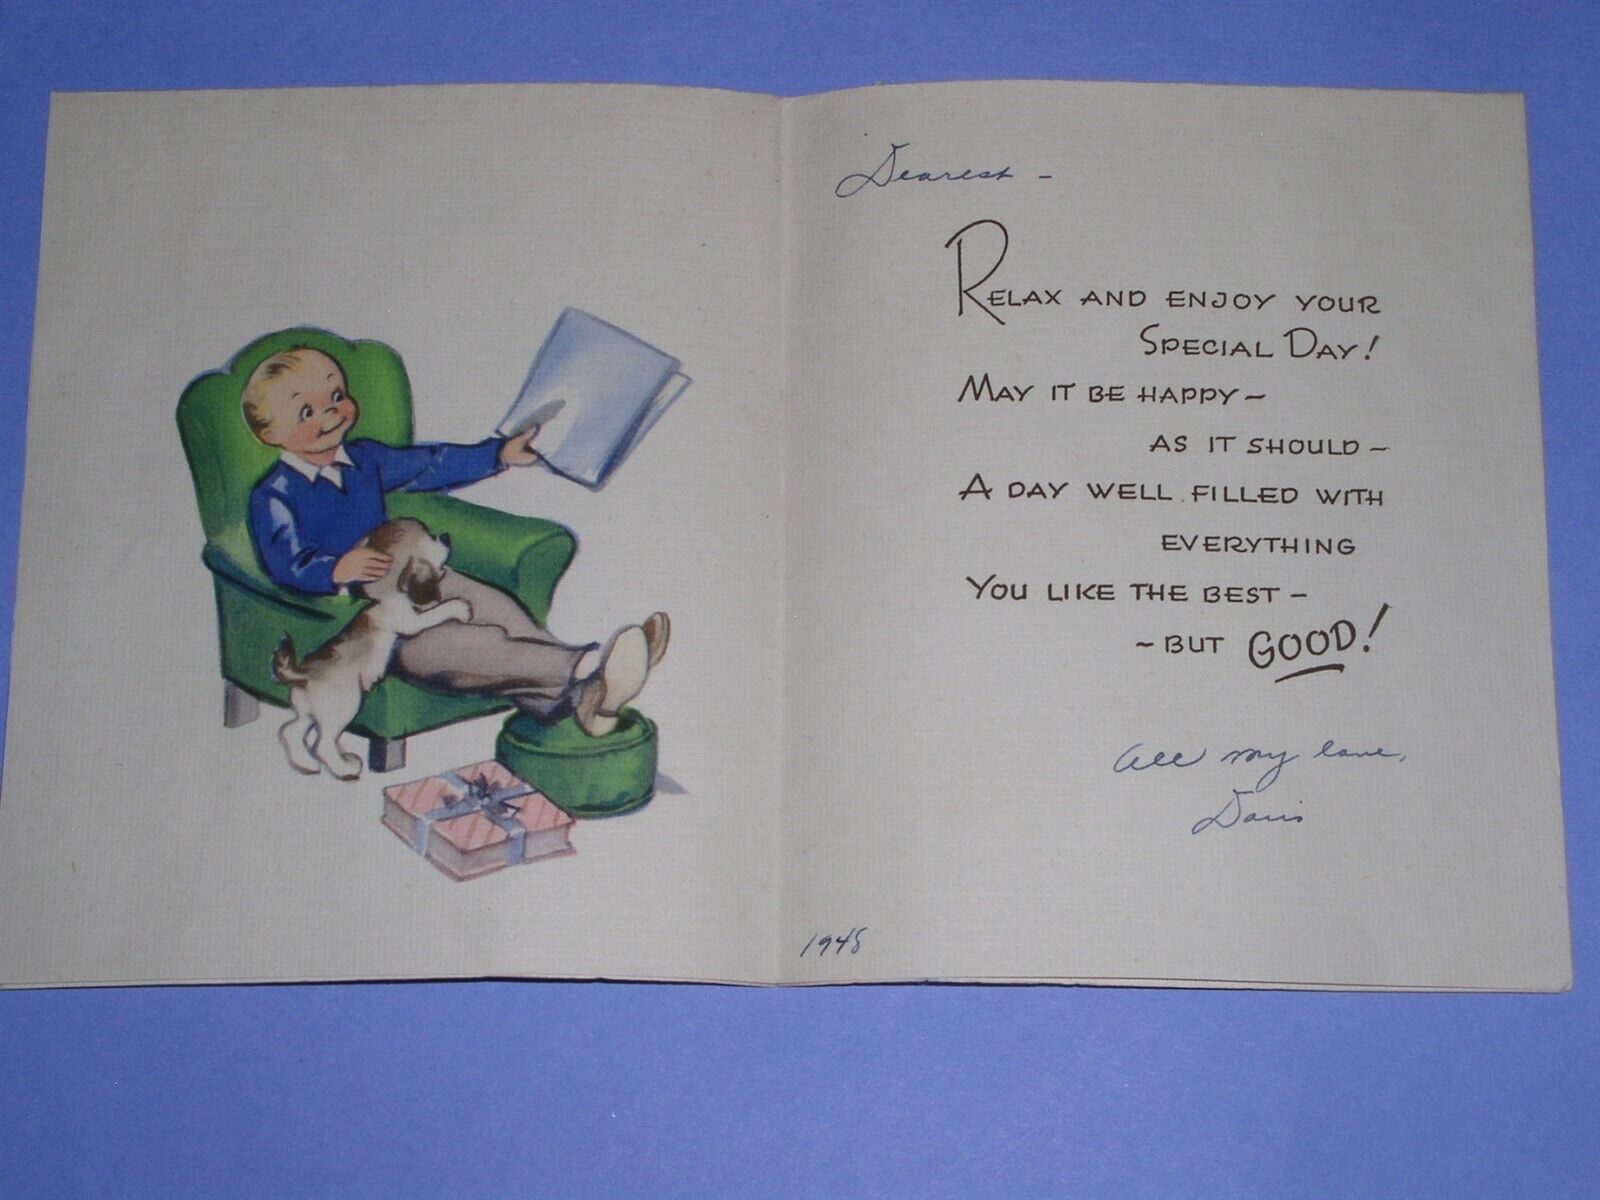 Dearest -
RELAX AND ENJOY YOUR
SPECIAL DAY!
MAY IT BE HAPPY ~
AS IT SHOULD ~
A DAY WELL FILLED WITH
EVERYTHING
YOU LIKE THE BEST –
~ BUT GOOD!
All my love,
Doris
1948